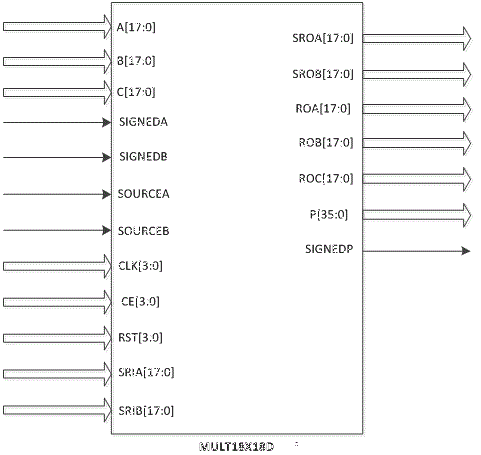 A[17:0]
B[17:0]
C[17:0]
SIGNEDA
SIGNEDB
SOURCEA
SOURCEB
CLK[3:0]
CE[3:0]
RST[3:0]
SRIA[17:0]
SRIB[17:0]
SROA[17:0]
SROB[17:0]
ROA[17:0]
ROB[17:0]
ROC[17:0]
P[35:0]
SIGNEDP
MULT18X18D